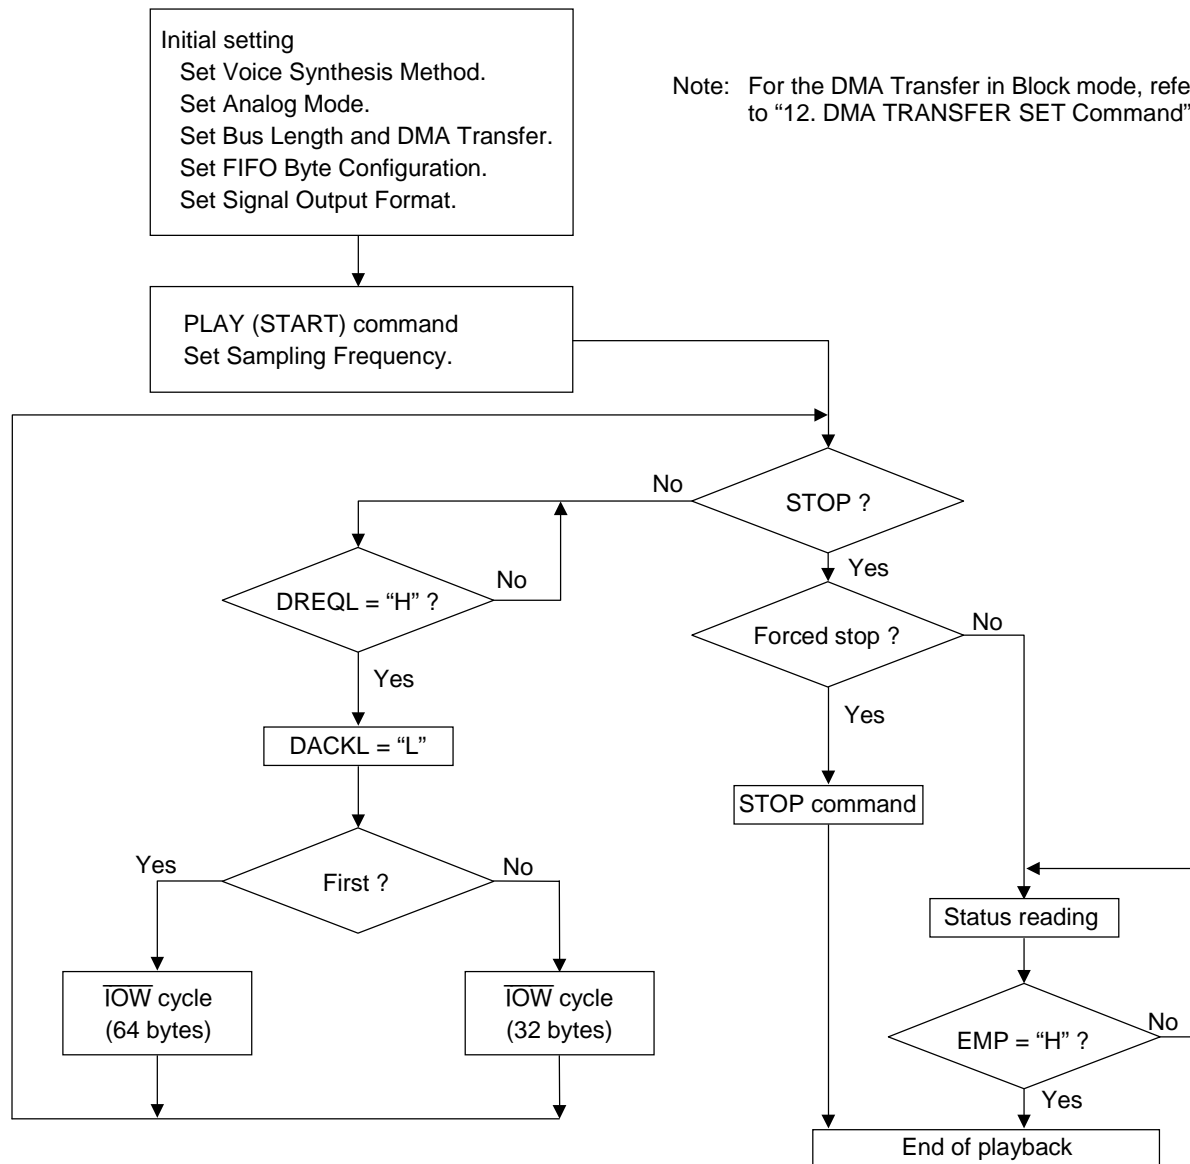 Initial setting
Set Voice Synthesis Method.
Set Analog Mode.
Set Bus Length and DMA Transfer.
Set FIFO Byte Configuration.
Set Signal Output Format.
Note: For the DMA Transfer in Block mode, refe
to “12. DMA TRANSFER SET Command”
PLAY (START) command
Set Sampling Frequency.
STOP ?
No
Yes
DREQL = “H” ?
No
Yes
Forced stop ?
No
Yes
DACKL = “L”
STOP command
First ?
Yes
No
Status reading
IOW cycle
(64 bytes)
IOW cycle
(32 bytes)
EMP = “H” ?
No
Yes
End of playback